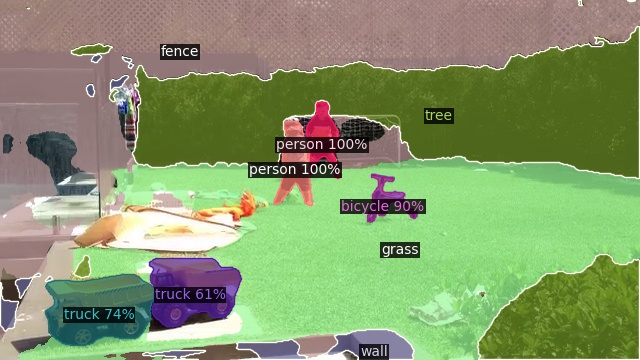 fence
tree
person 100%
person 100%
bicycle 90%
grass
truck 61%
truck 74%
wall